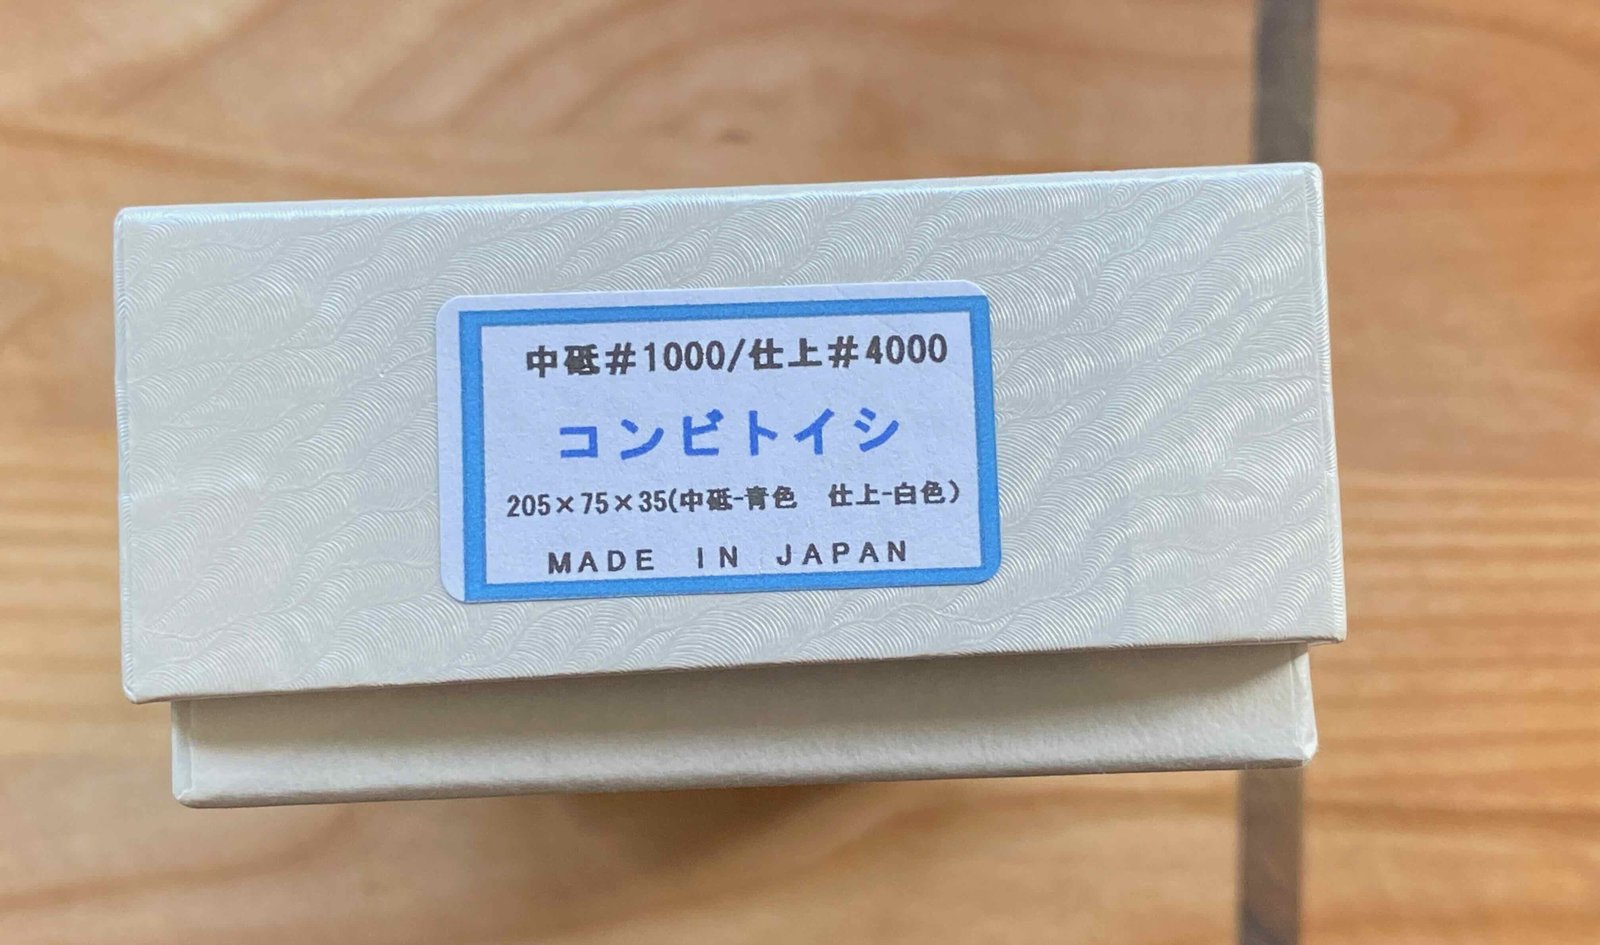 中砥＃1000/仕上＃4000
コンビトイシ
205×75×35(中砥-青色　仕上-白色)
MADE IN JAPAN